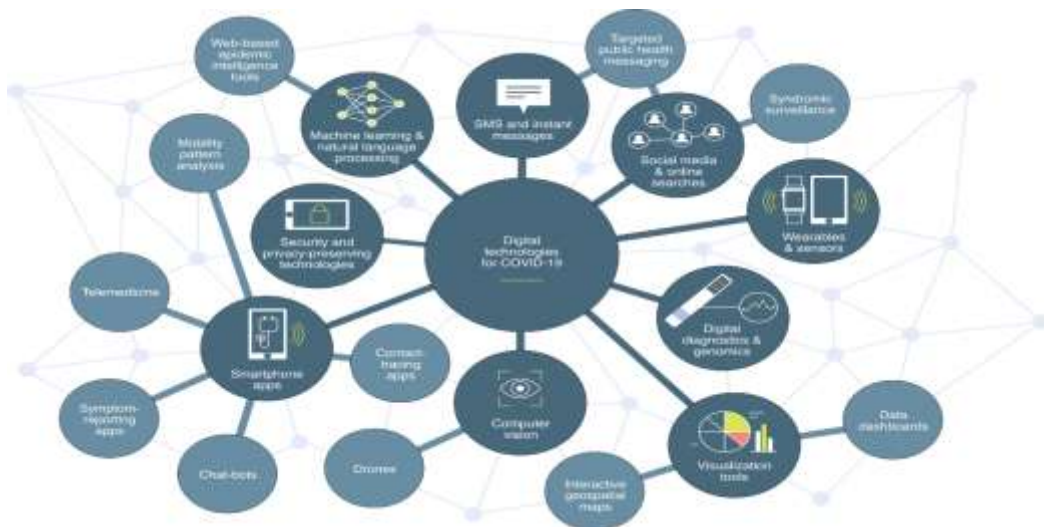 Web-based
epidemic
intelligence
tools
Targeted
public health
messaging
Syndromic
surveillance
Machine learning &
natural language
processing
SMS and instant
messages
Social media
& online
searches
Mobility
pattern
analysis
Security and
privacy-preserving
technologies
Digital
technologies
for COVID-19
Wearables
& sensors
Telemedicine
Smartphone
apps
Contact-
tracing apps
Digital
diagnostics &
genomics
Symptom-
reporting apps
Computer
vision
Data
dashboards
Chat-bots
Drones
Visualization
tools
Interactive
geospatial
maps